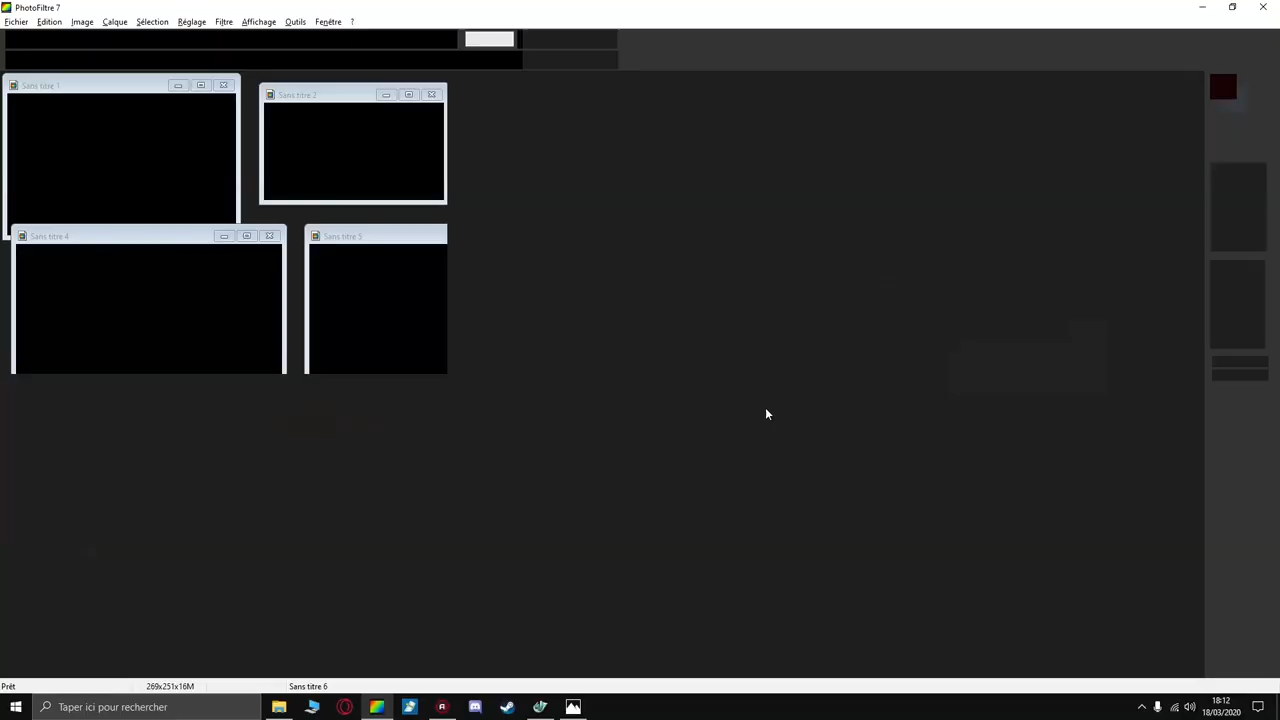 PhotoFiltre 7
Fichier Edition Image Calque Sélection Réglage Filtre Affichage Outils Fenêtre ?
Sans titre 1
Sans titre 2
Sans titre 4
Sans titre 5
Prêt 269x251x16M Sans titre 6
Taper ici pour rechercher
18:12
18/03/2020